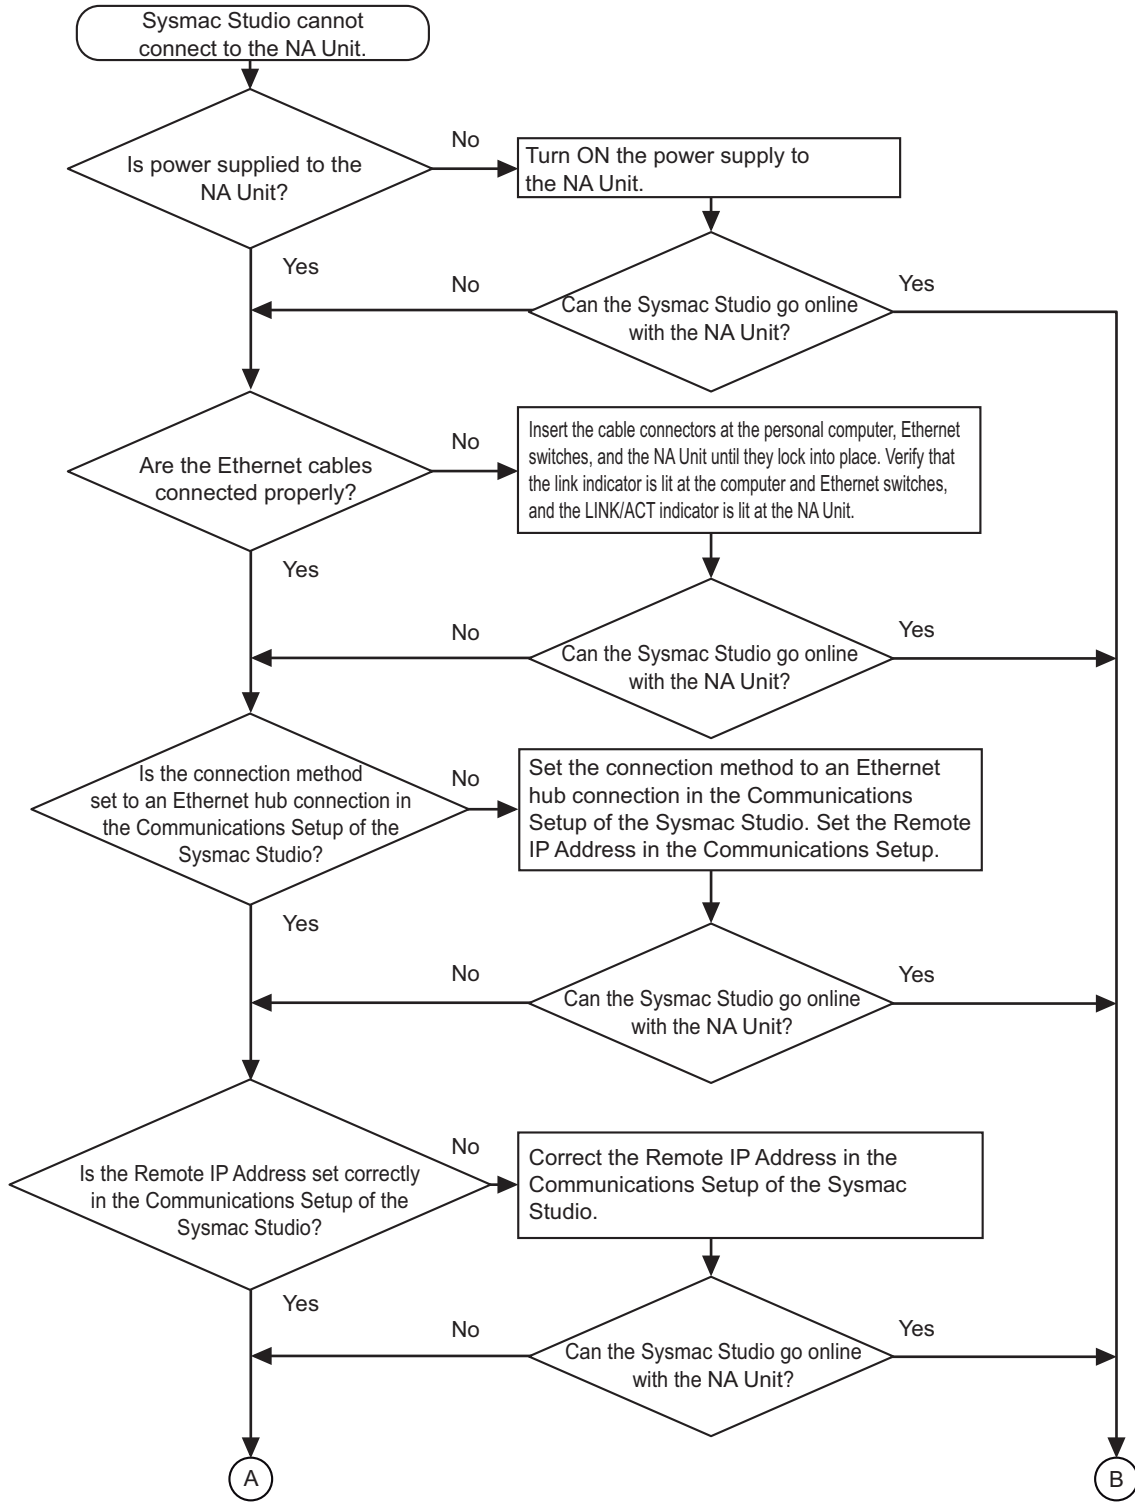 Sysmac Studio cannot
connect to the NA Unit.
Is power supplied to the
NA Unit?
No
Turn ON the power supply to
the NA Unit.
Yes
No
Can the Sysmac Studio go online
with the NA Unit?
Yes
Are the Ethernet cables
connected properly?
No
Insert the cable connectors at the personal computer, Ethernet
switches, and the NA Unit until they lock into place. Verify that
the link indicator is lit at the computer and Ethernet switches,
and the LINK/ACT indicator is lit at the NA Unit.
Yes
No
Can the Sysmac Studio go online
with the NA Unit?
Yes
Is the connection method
set to an Ethernet hub connection in
the Communications Setup of the
Sysmac Studio?
No
Set the connection method to an Ethernet
hub connection in the Communications
Setup of the Sysmac Studio. Set the Remote
IP Address in the Communications Setup.
Yes
No
Can the Sysmac Studio go online
with the NA Unit?
Yes
Is the Remote IP Address set correctly
in the Communications Setup of the
Sysmac Studio?
No
Correct the Remote IP Address in the
Communications Setup of the Sysmac
Studio.
Yes
No
Can the Sysmac Studio go online
with the NA Unit?
Yes
A
B